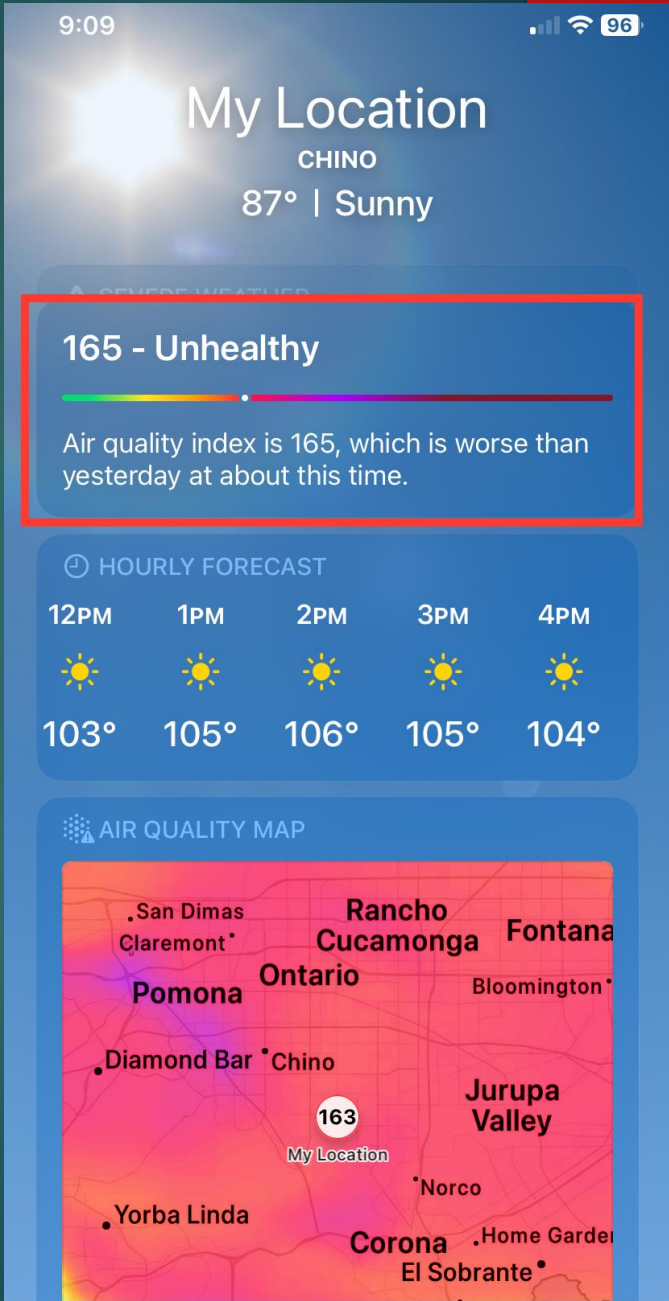 9:09
96
My Location
CHINO
87° | Sunny
SEVERE WEATHER
165 - Unhealthy
Air quality index is 165, which is worse than
yesterday at about this time.
HOURLY FORECAST
12PM 1PM 2PM 3PM 4PM
103° 105° 106° 105° 104°
AIR QUALITY MAP
San Dimas
Rancho
Cucamonga
Fontana
Claremont
Ontario
Pomona
Bloomington
Diamond Bar
Chino
Jurupa
Valley
163
My Location
Norco
Yorba Linda
Corona
Home Garde
El Sobrante